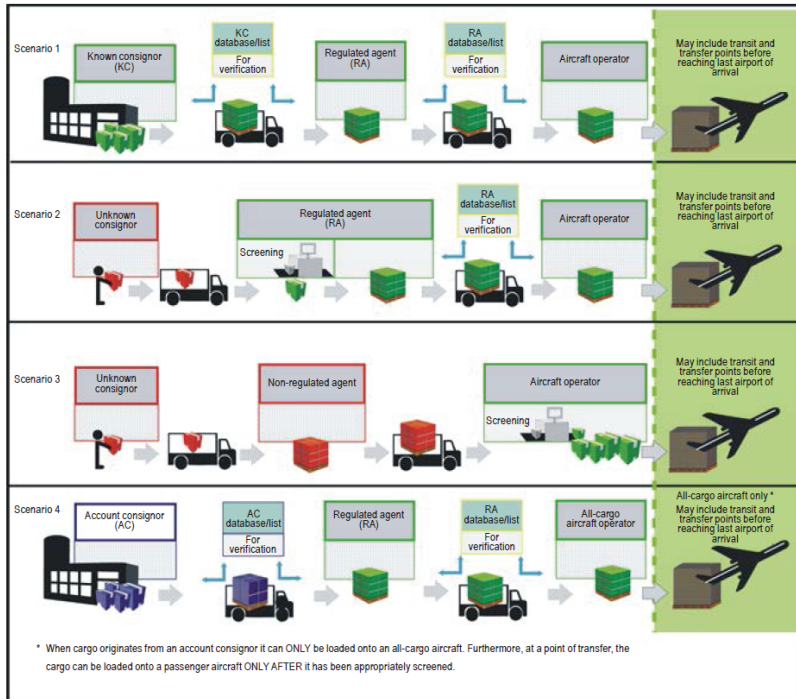 Scenario 1
Known consignor
(KC)
KC
database/list
For
verification
Regulated agent
(RA)
RA
database/list
For
verification
Aircraft operator
May include transit and
transfer points before
reaching last airport of
arrival
Scenario 2
Unknown
consignor
Regulated agent
(RA)
Screening
RA
database/list
For
verification
Aircraft operator
May include transit and
transfer points before
reaching last airport of
arrival
Scenario 3
Unknown
consignor
Non-regulated agent
Aircraft operator
Screening
May include transit and
transfer points before
reaching last airport of
arrival
Scenario 4
Account consignor
(AC)
AC
database/list
For
verification
Regulated agent
(RA)
RA
database/list
For
verification
All-cargo
aircraft operator
All-cargo aircraft only *
May include transit and
transfer points before
reaching last airport of
arrival
* When cargo originates from an account consignor it can ONLY be loaded onto an all-cargo aircraft. Furthermore, at a point of transfer, the
cargo can be loaded onto a passenger aircraft ONLY AFTER it has been appropriately screened.